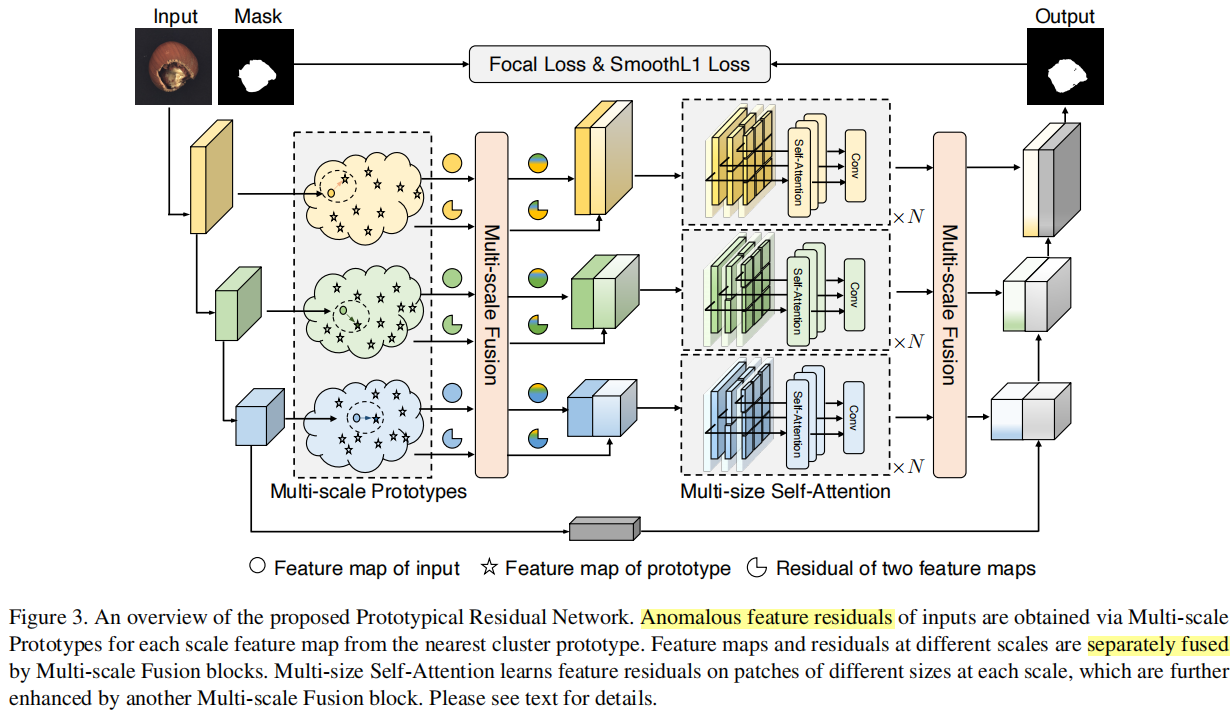 Input
Mask
Output
Focal Loss & SmoothL1 Loss
Multi-scale Fusion
Self-Attention
Conv
×N
Multi-scale Fusion
Self-Attention
Conv
×N
Self-Attention
Conv
×N
Multi-scale Prototypes
Multi-size Self-Attention
Feature map of input
Feature map of prototype
Residual of two feature maps
Figure 3. An overview of the proposed Prototypical Residual Network. Anomalous feature residuals of inputs are obtained via Multi-scale
Prototypes for each scale feature map from the nearest cluster prototype. Feature maps and residuals at different scales are separately fused
by Multi-scale Fusion blocks. Multi-size Self-Attention learns feature residuals on patches of different sizes at each scale, which are further
enhanced by another Multi-scale Fusion block. Please see text for details.